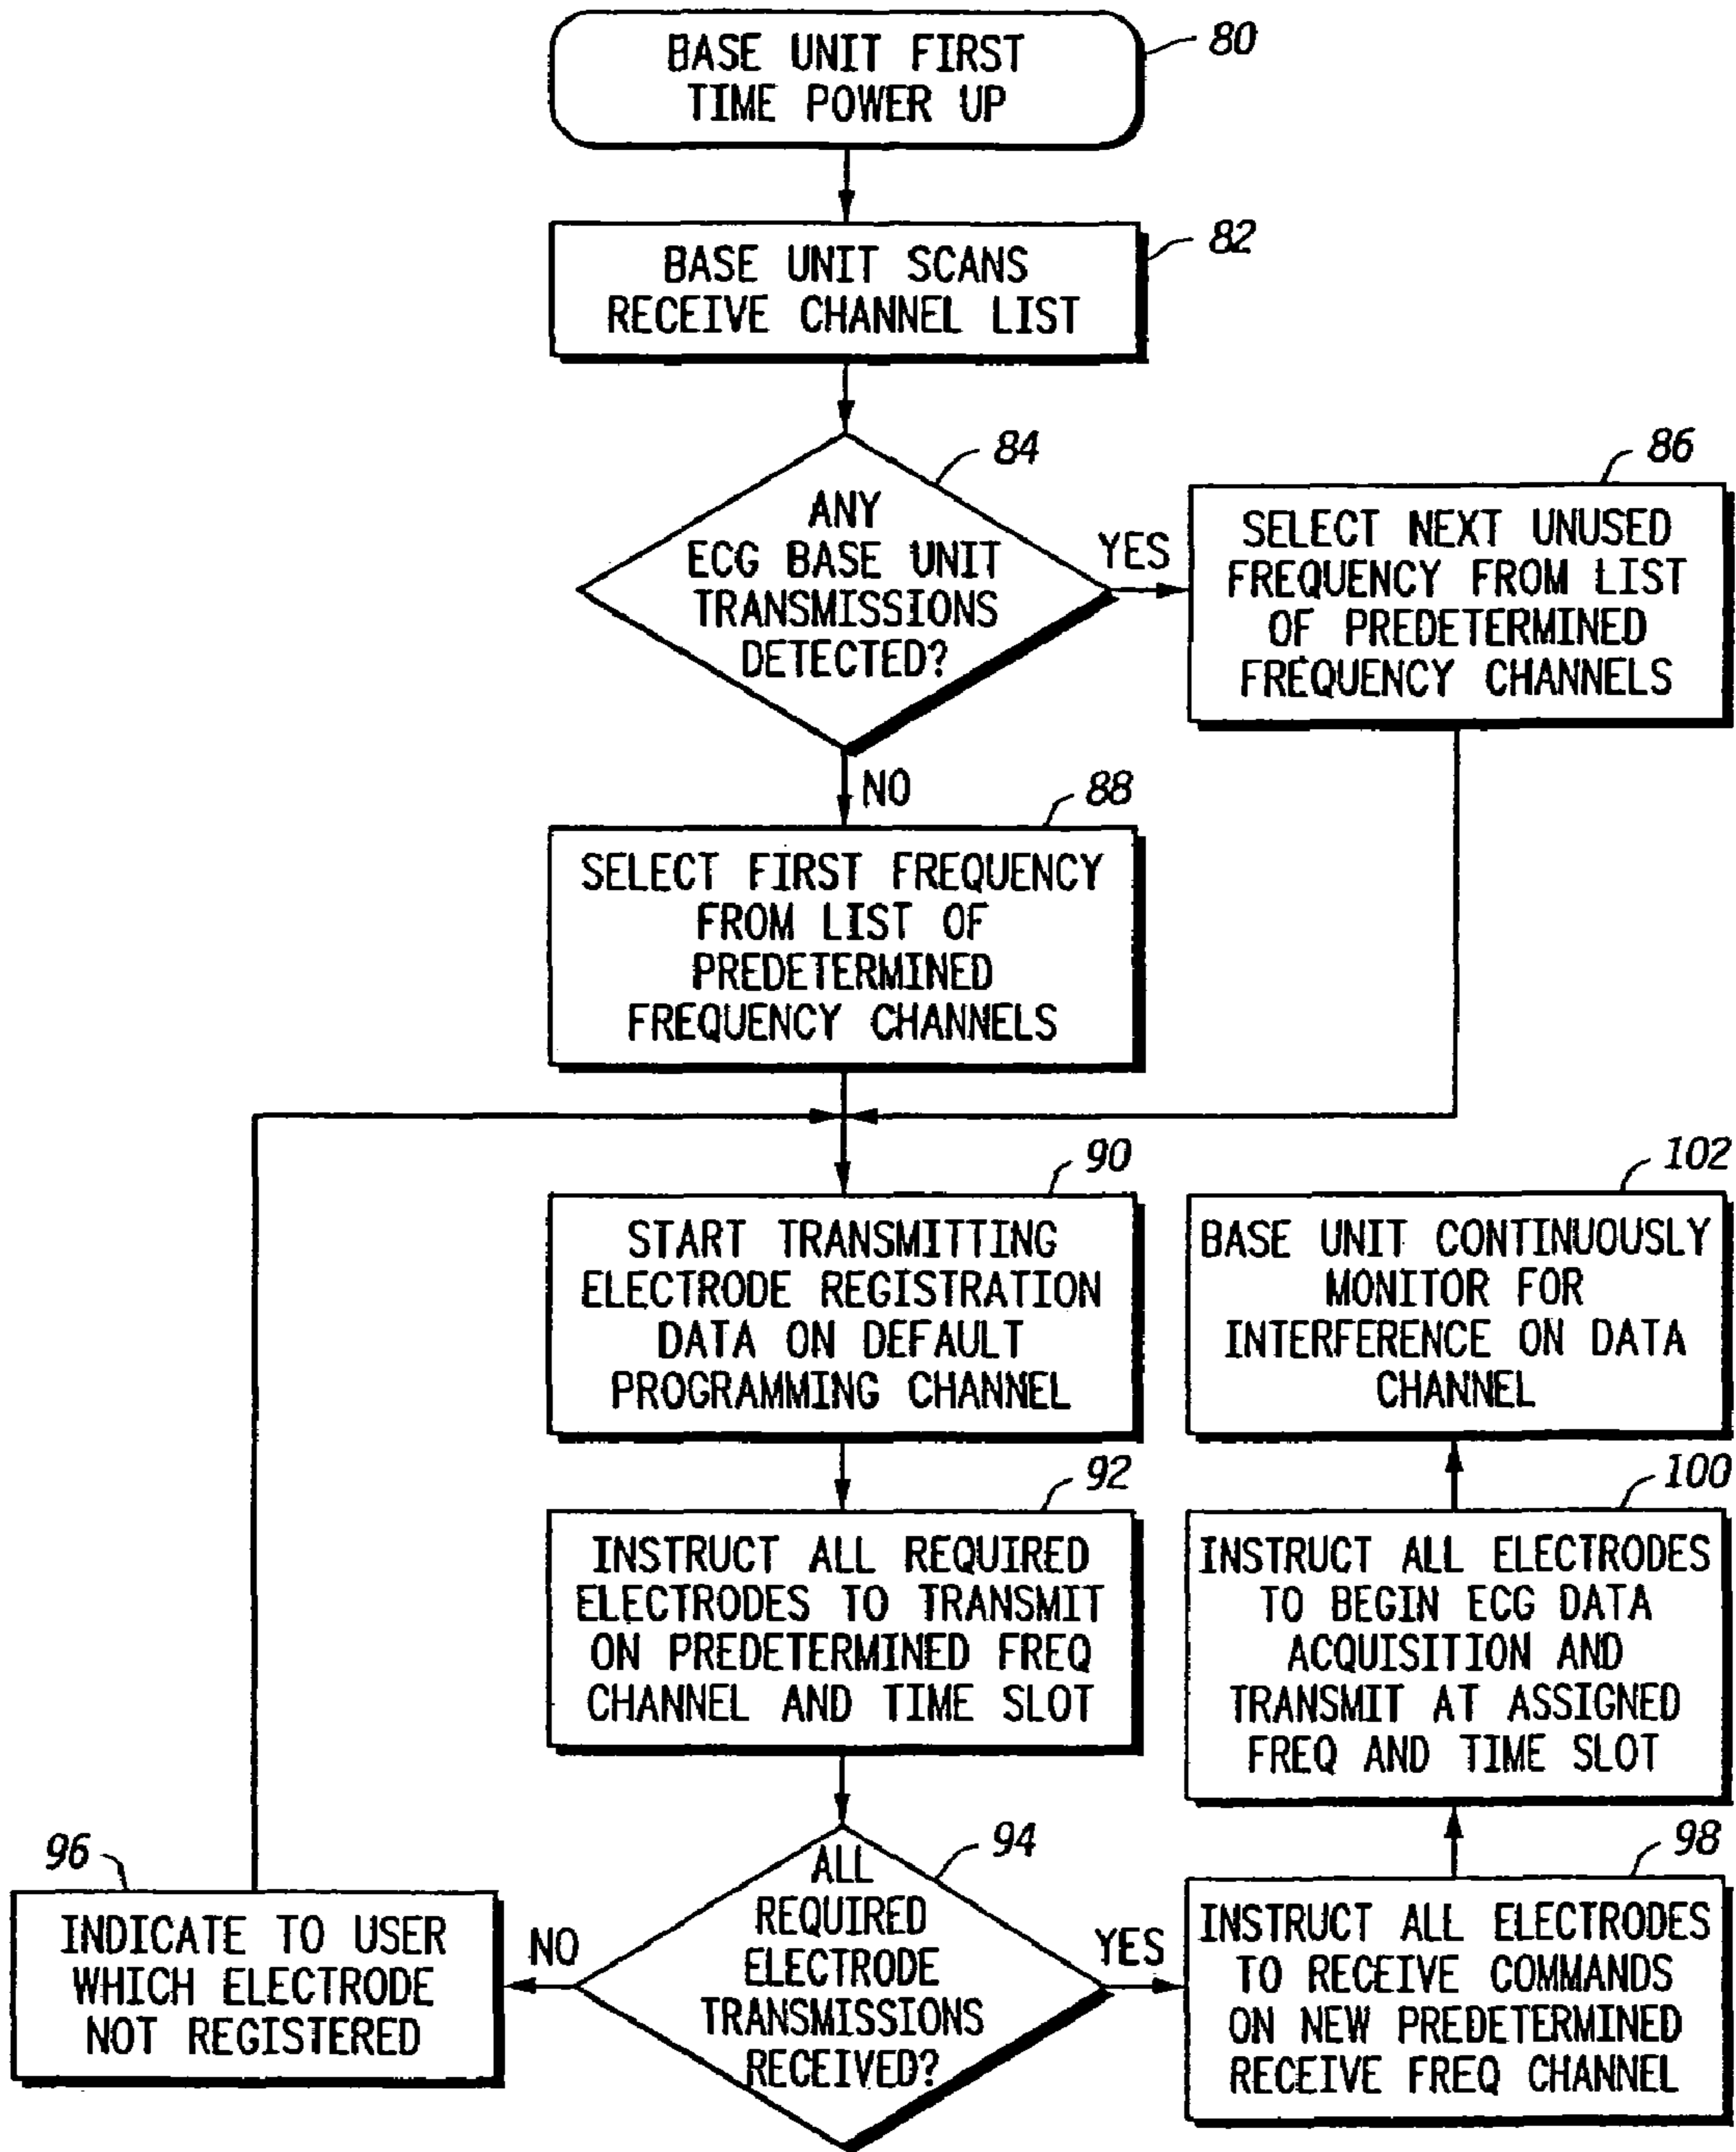 BASE UNIT FIRST
TIME POWER UP
80
BASE UNIT SCANS
RECEIVE CHANNEL LIST
82
ANY
ECG BASE UNIT
TRANSMISSIONS
DETECTED?
84
YES
SELECT NEXT UNUSED
FREQUENCY FROM LIST
OF PREDETERMINED
FREQUENCY CHANNELS
86
NO
SELECT FIRST FREQUENCY
FROM LIST OF
PREDETERMINED
FREQUENCY CHANNELS
88
START TRANSMITTING
ELECTRODE REGISTRATION
DATA ON DEFAULT
PROGRAMMING CHANNEL
90
INSTRUCT ALL REQUIRED
ELECTRODES TO TRANSMIT
ON PREDETERMINED FREQ
CHANNEL AND TIME SLOT
92
ALL
REQUIRED
ELECTRODE
TRANSMISSIONS
RECEIVED?
94
NO
INDICATE TO USER
WHICH ELECTRODE
NOT REGISTERED
96
YES
INSTRUCT ALL ELECTRODES
TO RECEIVE COMMANDS
ON NEW PREDETERMINED
RECEIVE FREQ CHANNEL
98
INSTRUCT ALL ELECTRODES
TO BEGIN ECG DATA
ACQUISITION AND
TRANSMIT AT ASSIGNED
FREQ AND TIME SLOT
100
BASE UNIT CONTINUOUSLY
MONITOR FOR
INTERFERENCE ON DATA
CHANNEL
102